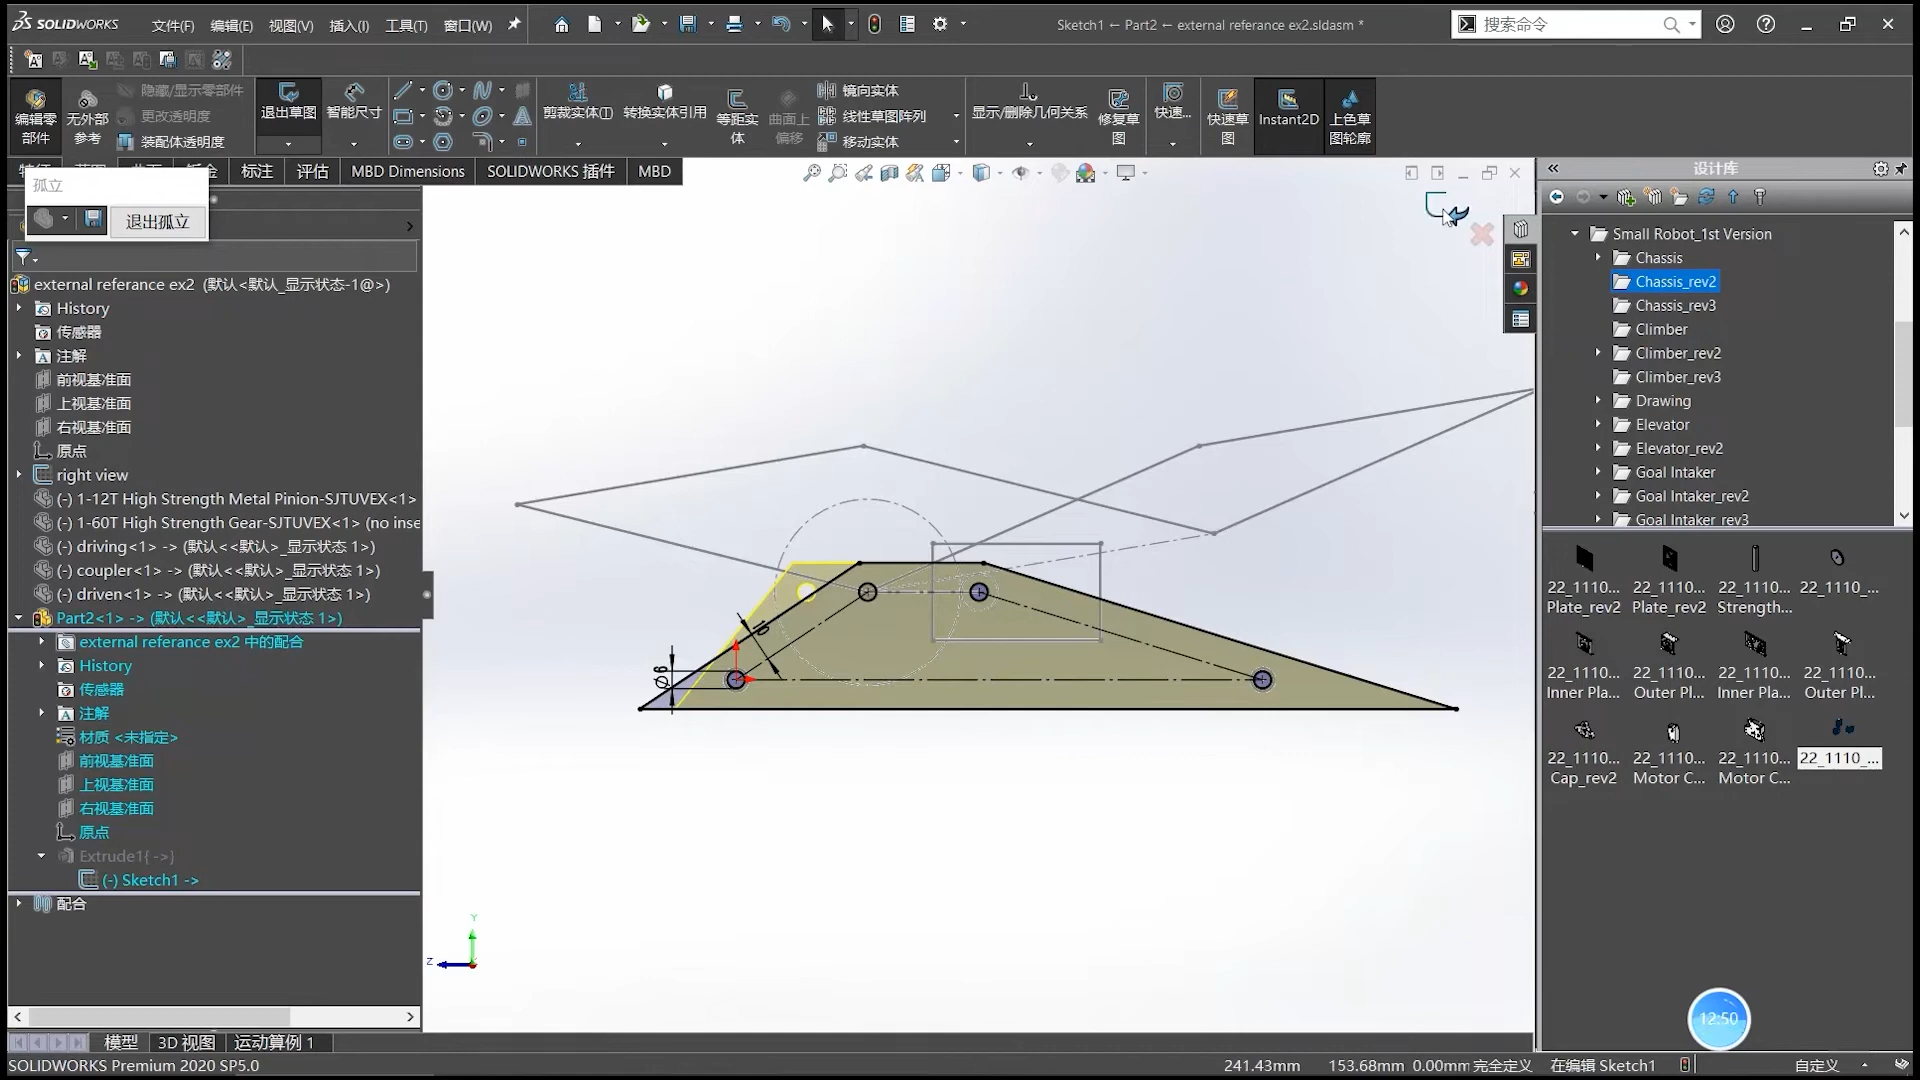 SOLIDWORKS 文件(F) 编辑(E) 视图(V) 插入(I) 工具(T) 窗口(W)
Sketch1 ← Part2 ← external referance ex2.sldasm *
搜索命令
编辑零部件
无外部参考
隐藏/显示零部件
更改透明度
装配体透明度
退出草图
智能尺寸
剪裁实体(T)
转换实体引用
等距实体
曲面上偏移
镜向实体
线性草图阵列
移动实体
显示/删除几何关系
修复草图
快速...
快速草图
Instant2D
上色草图轮廓
标注 评估 MBD Dimensions SOLIDWORKS 插件 MBD
孤立
退出孤立
external referance ex2 (默认<默认_显示状态-1@>)
History
传感器
注解
前视基准面
上视基准面
右视基准面
原点
right view
(-) 1-12T High Strength Metal Pinion-SJTUVEX<1>
(-) 1-60T High Strength Gear-SJTUVEX<1> (no inse
(-) driving<1> -> (默认<<默认>_显示状态 1>)
(-) coupler<1> -> (默认<<默认>_显示状态 1>)
(-) driven<1> -> (默认<<默认>_显示状态 1>)
Part2<1> -> (默认<<默认>_显示状态 1>)
external referance ex2 中的配合
History
传感器
注解
材质 <未指定>
前视基准面
上视基准面
右视基准面
原点
Extrude1{ ->}
(-) Sketch1 ->
配合
Ø8
10
Y
Z
设计库
Small Robot_1st Version
Chassis
Chassis_rev2
Chassis_rev3
Climber
Climber_rev2
Climber_rev3
Drawing
Elevator
Elevator_rev2
Goal Intaker
Goal Intaker_rev2
Goal Intaker_rev3
22_1110... 22_1110... 22_1110... 22_1110_...
Plate_rev2 Plate_rev2 Strength...
22_1110... 22_1110... 22_1110... 22_1110...
Inner Pla... Outer Pl... Inner Pla... Outer Pl...
22_1110... 22_1110... 22_1110... 22_1110_...
Cap_rev2 Motor C... Motor C...
12:50
模型 3D 视图 运动算例 1
SOLIDWORKS Premium 2020 SP5.0
241.43mm 153.68mm 0.00mm 完全定义 在编辑 Sketch1 自定义